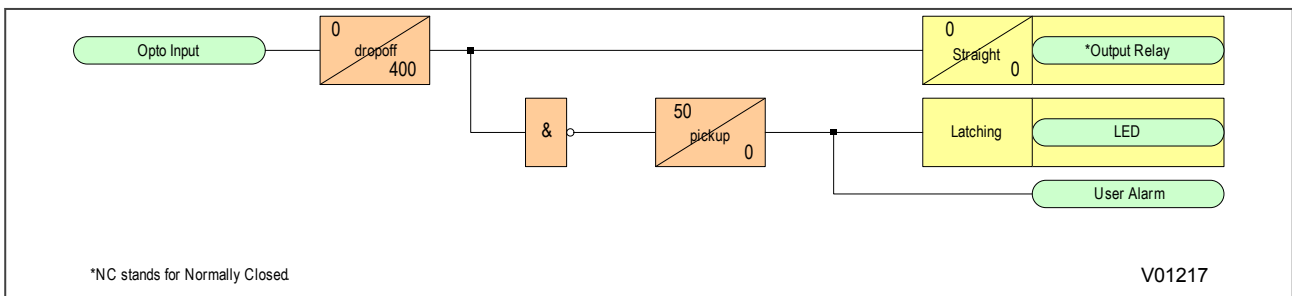 Opto Input
0
dropoff
400
0
Straight
0
*Output Relay
&
50
pickup
0
Latching
LED
User Alarm
*NC stands for Normally Closed.
V01217